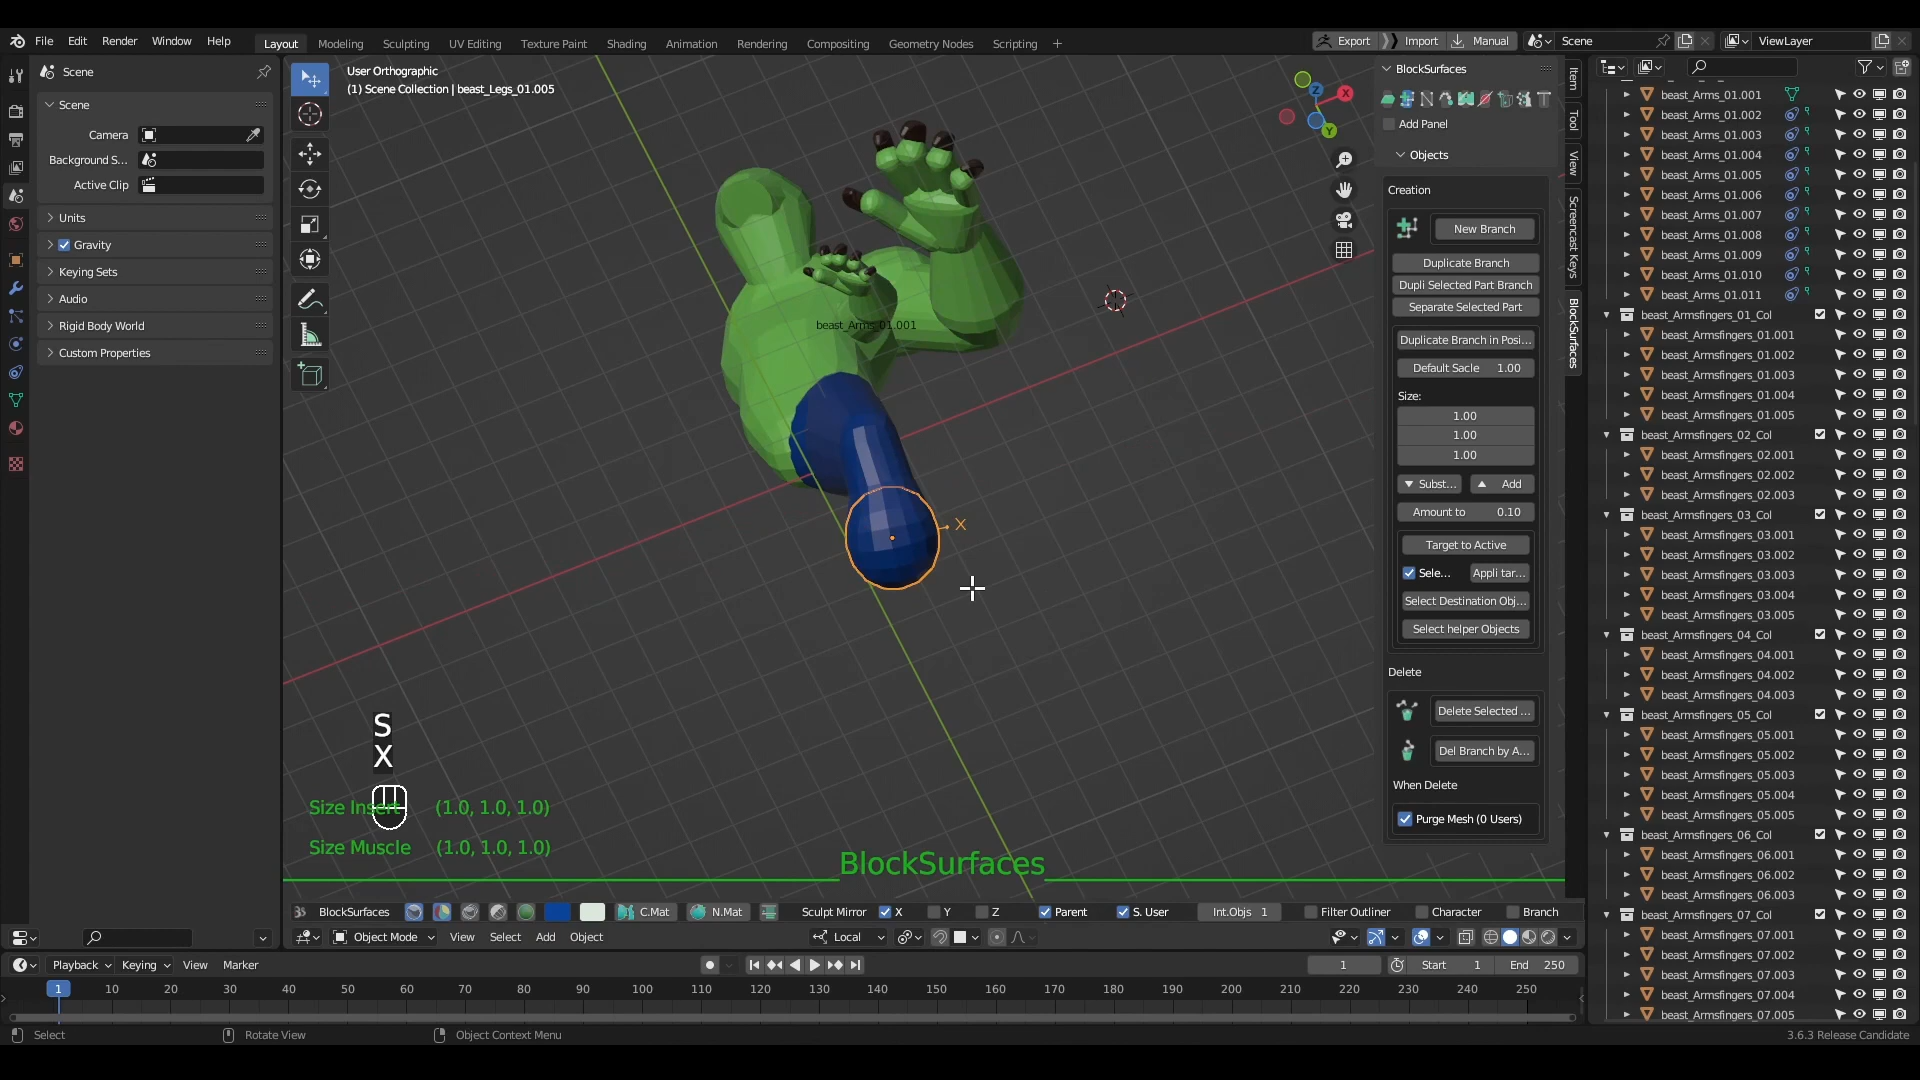 File Edit Render Window Help
Layout Modeling Sculpting UV Editing Texture Paint Shading Animation Rendering Compositing Geometry Nodes Scripting +
Export Import Manual Scene ViewLayer
Scene
Scene
Camera
Background S...
Active Clip
Units
Gravity
Keying Sets
Audio
Rigid Body World
Custom Properties
User Orthographic
(1) Scene Collection | beast_Legs_01.005
Z X Y
beast_Arms_01.001
X
S
X
Size Insert (1.0, 1.0, 1.0)
Size Muscle (1.0, 1.0, 1.0)
BlockSurfaces
BlockSurfaces
Add Panel
Objects
Creation
New Branch
Duplicate Branch
Dupli Selected Part Branch
Separate Selected Part
Duplicate Branch in Posi...
Default Sacle 1.00
Size:
1.00
1.00
1.00
Subst... Add
Amount to 0.10
Target to Active
Sele... Appli tar...
Select Destination Obj...
Select helper Objects
Delete
Delete Selected ...
Del Branch by A...
When Delete
Purge Mesh (0 Users)
Item
Tool
View
Screencast Keys
BlockSurfaces
beast_Arms_01.001
beast_Arms_01.002
beast_Arms_01.003
beast_Arms_01.004
beast_Arms_01.005
beast_Arms_01.006
beast_Arms_01.007
beast_Arms_01.008
beast_Arms_01.009
beast_Arms_01.010
beast_Arms_01.011
beast_Armsfingers_01_Col
beast_Armsfingers_01.001
beast_Armsfingers_01.002
beast_Armsfingers_01.003
beast_Armsfingers_01.004
beast_Armsfingers_01.005
beast_Armsfingers_02_Col
beast_Armsfingers_02.001
beast_Armsfingers_02.002
beast_Armsfingers_02.003
beast_Armsfingers_03_Col
beast_Armsfingers_03.001
beast_Armsfingers_03.002
beast_Armsfingers_03.003
beast_Armsfingers_03.004
beast_Armsfingers_03.005
beast_Armsfingers_04_Col
beast_Armsfingers_04.001
beast_Armsfingers_04.002
beast_Armsfingers_04.003
beast_Armsfingers_05_Col
beast_Armsfingers_05.001
beast_Armsfingers_05.002
beast_Armsfingers_05.003
beast_Armsfingers_05.004
beast_Armsfingers_05.005
beast_Armsfingers_06_Col
beast_Armsfingers_06.001
beast_Armsfingers_06.002
beast_Armsfingers_06.003
beast_Armsfingers_07_Col
beast_Armsfingers_07.001
beast_Armsfingers_07.002
beast_Armsfingers_07.003
beast_Armsfingers_07.004
beast_Armsfingers_07.005
BlockSurfaces C.Mat N.Mat Sculpt Mirror X Y Z Parent S. User Int.Objs 1 Filter Outliner Character Branch
Object Mode View Select Add Object Local
Playback Keying View Marker 1 Start 1 End 250
1 10 20 30 40 50 60 70 80 90 100 110 120 130 140 150 160 170 180 190 200 210 220 230 240 250
Select Rotate View Object Context Menu 3.6.3 Release Candidate